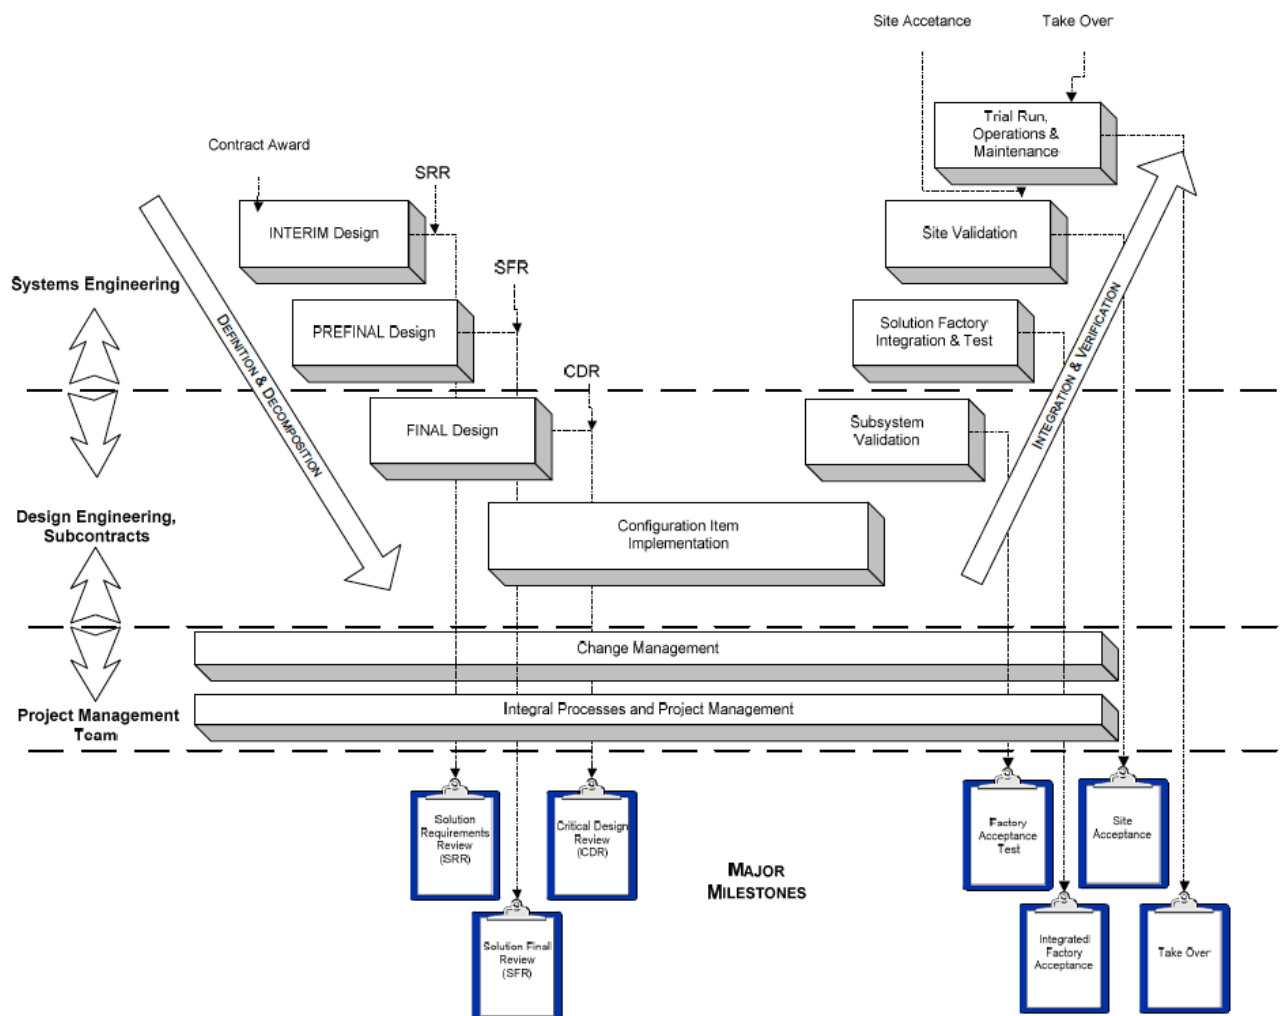 Site Accetance
Take Over
Trial Run,
Operations &
Maintenance
Contract Award
SRR
INTERIM Design
Site Validation
SFR
Systems Engineering
PREFINAL Design
Solution Factory
Integration & Test
DEFINITION & DECOMPOSITION
INTEGRATION & VERIFICATION
CDR
FINAL Design
Subsystem
Validation
Design Engineering,
Subcontracts
Configuration Item
Implementation
Change Management
Integral Processes and Project Management
Project Management
Team
Solution
Requirements
Review
(SRR)
Critical Design
Review
(CDR)
Factory
Acceptance
Test
Site
Acceptance
MAJOR
MILESTONES
Solution Final
Review
(SFR)
Integrated
Factory
Acceptance
Take Over